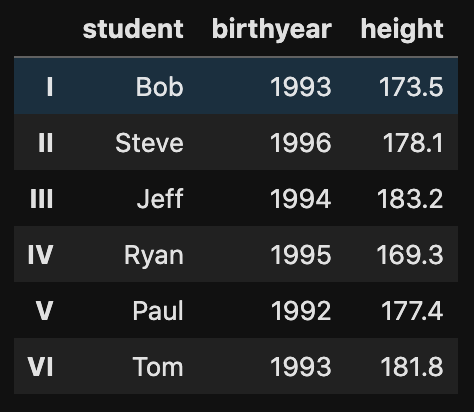 student birthyear height
I Bob 1993 173.5
II Steve 1996 178.1
III Jeff 1994 183.2
IV Ryan 1995 169.3
V Paul 1992 177.4
VI Tom 1993 181.8